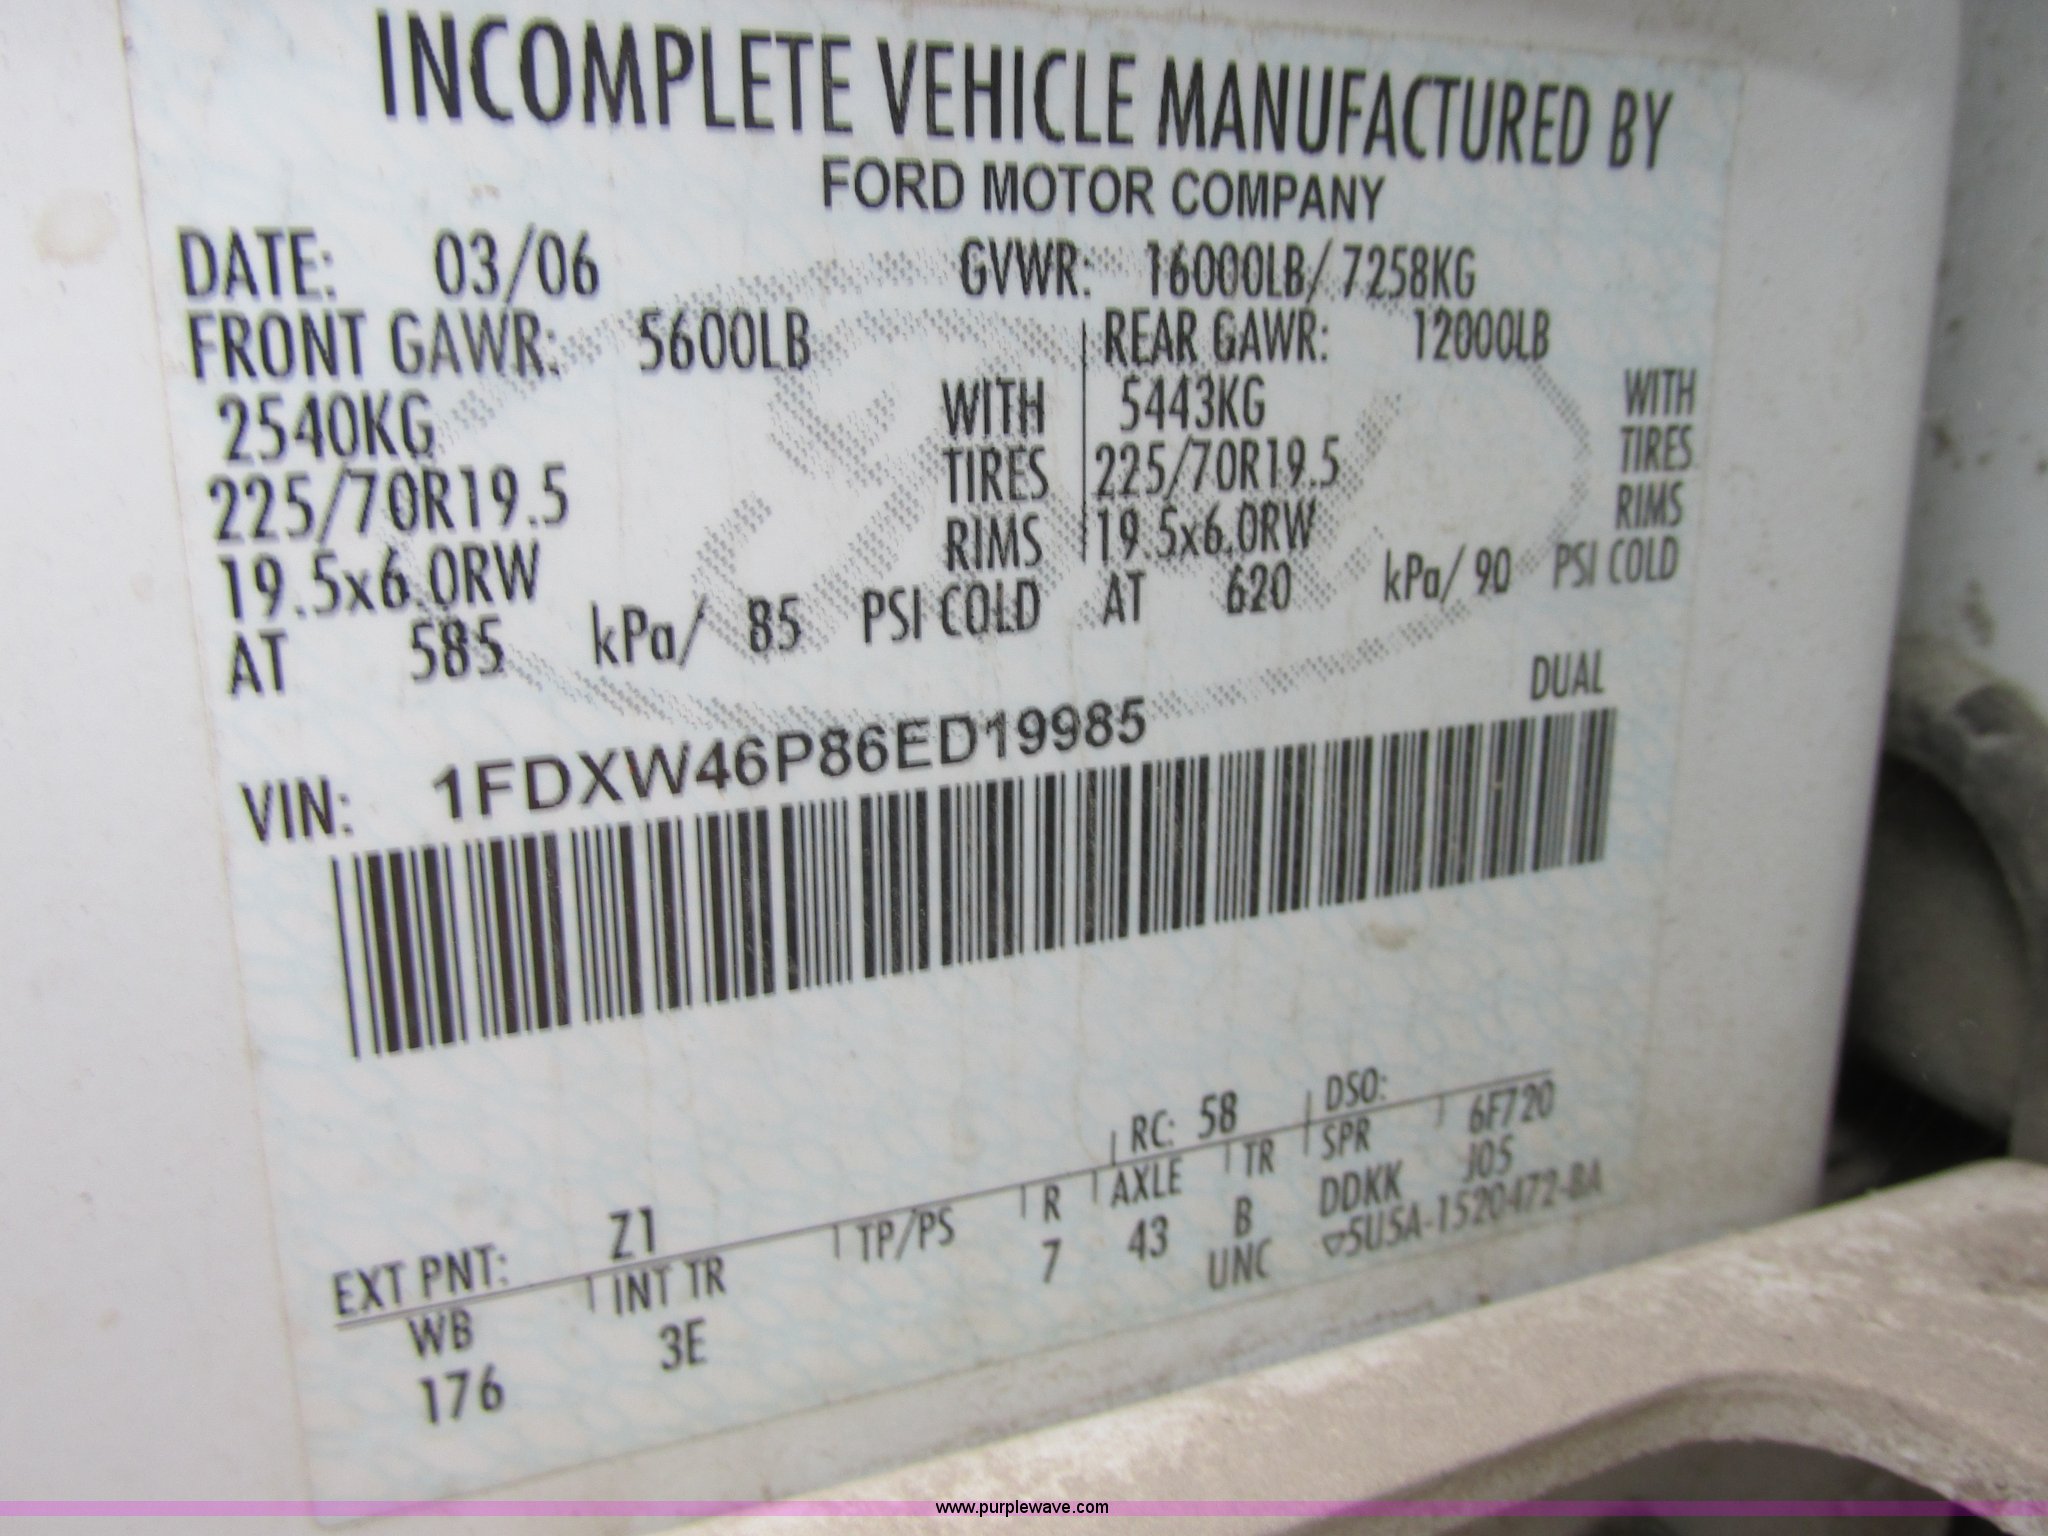 INCOMPLETE VEHICLE MANUFACTURED BY
FORD MOTOR COMPANY
DATE: 03/06 GVWR: 16000LB/ 7258KG
FRONT GAWR: 5600LB REAR GAWR: 12000LB
2540KG WITH 5443KG WITH
225/70R19.5 TIRES 225/70R19.5 TIRES
19.5x6.0RW RIMS 19.5x6.0RW RIMS
AT 585 kPa/ 85 PSI COLD AT 620 kPa/ 90 PSI COLD
DUAL
VIN: 1FDXW46P86ED19985
EXT PNT: Z1 RC: 58 DSO:
WB INT TR TP/PS R AXLE TR SPR 6F720
176 3E 7 43 B DDKK J05
UNC ▽5U5A-1520472-BA
www.purplewave.com